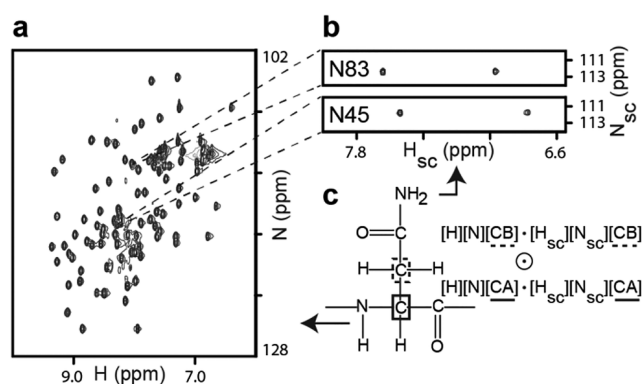 a
102
N (ppm)
128
9.0
7.0
H (ppm)
b
N83
111
113
N45
111
113
N_sc (ppm)
7.8
6.6
H_sc (ppm)
c
NH2
O
C
H
C
H
N
C
C
H
H
O
[H][N][CB]·[H_sc][N_sc][CB]
⊙
[H][N][CA]·[H_sc][N_sc][CA]